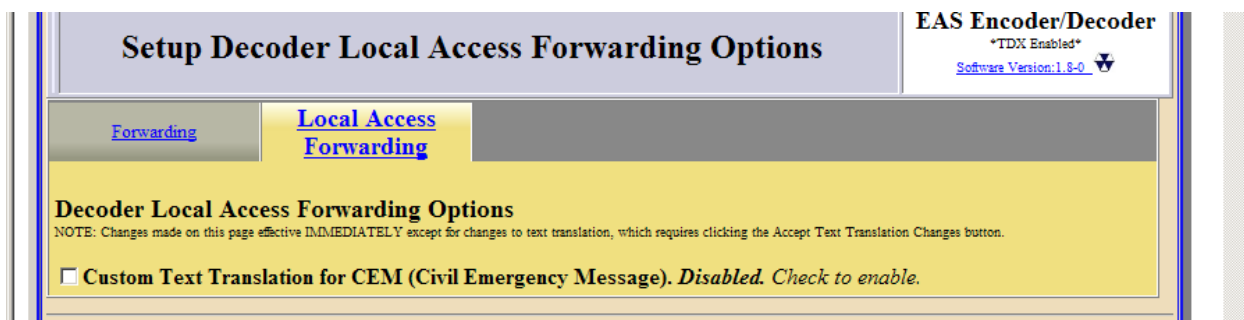 Setup Decoder Local Access Forwarding Options
EAS Encoder/Decoder
*TDX Enabled*
Software Version:1.8-0
Forwarding
Local Access
Forwarding
Decoder Local Access Forwarding Options
NOTE: Changes made on this page effective IMMEDIATELY except for changes to text translation, which requires clicking the Accept Text Translation Changes button.
Custom Text Translation for CEM (Civil Emergency Message). Disabled. Check to enable.